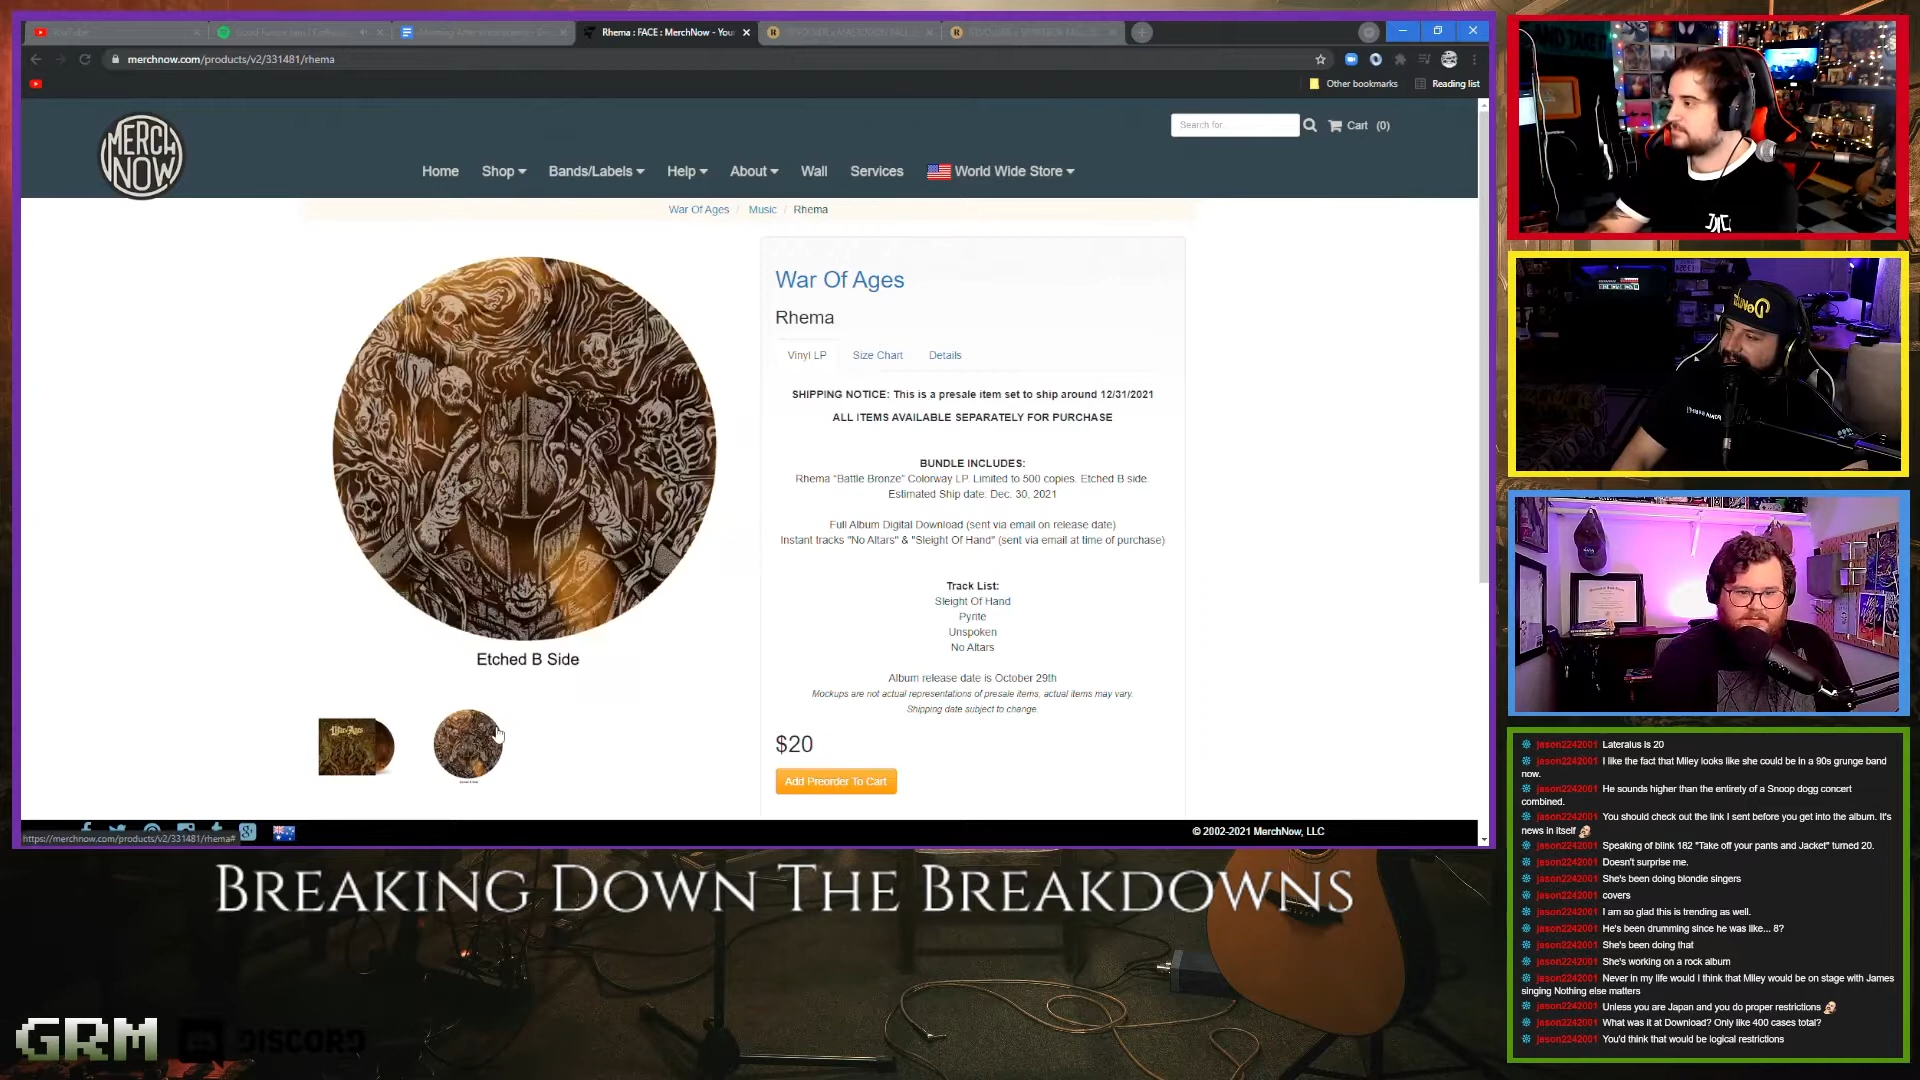 YouTube
Rhema : FACE : MerchNow - You
merchnow.com/products/v2/331481/rhema
Other bookmarks
Reading list
MERCH
NOW
Search for..
Cart (0)
Home
Shop
Bands/Labels
Help
About
Wall
Services
World Wide Store
War Of Ages / Music / Rhema
War Of Ages
Rhema
Vinyl LP
Size Chart
Details
SHIPPING NOTICE: This is a presale item set to ship around 12/31/2021
ALL ITEMS AVAILABLE SEPARATELY FOR PURCHASE
BUNDLE INCLUDES:
Rhema "Battle Bronze" Colorway LP. Limited to 500 copies. Etched B side.
Estimated Ship date: Dec. 30, 2021
Full Album Digital Download (sent via email on release date)
Instant tracks "No Altars" & "Sleight Of Hand" (sent via email at time of purchase)
Track List:
Sleight Of Hand
Pyrite
Unspoken
No Altars
Album release date is October 29th
Mockups are not actual representations of presale items, actual items may vary.
Shipping date subject to change.
$20
Add Preorder To Cart
Etched B Side
War of Ages
© 2002-2021 MerchNow, LLC
https://merchnow.com/products/v2/331481/rhema#
BREAKING DOWN THE BREAKDOWNS
GRM
DISCORD
jason2242001 Lateralus is 20
jason2242001 I like the fact that Miley looks like she could be in a 90s grunge band
now.
jason2242001 He sounds higher than the entirety of a Snoop dogg concert
combined.
jason2242001 You should check out the link I sent before you get into the album. It's
news in itself
jason2242001 Speaking of blink 182 "Take off your pants and Jacket" turned 20.
jason2242001 Doesn't surprise me.
jason2242001 She's been doing blondie singers
jason2242001 covers
jason2242001 I am so glad this is trending as well.
jason2242001 He's been drumming since he was like... 8?
jason2242001 She's been doing that
jason2242001 She's working on a rock album
jason2242001 Never in my life would I think that Miley would be on stage with James
singing Nothing else matters
jason2242001 Unless you are Japan and you do proper restrictions
jason2242001 What was it at Download? Only like 400 cases total?
jason2242001 You'd think that would be logical restrictions